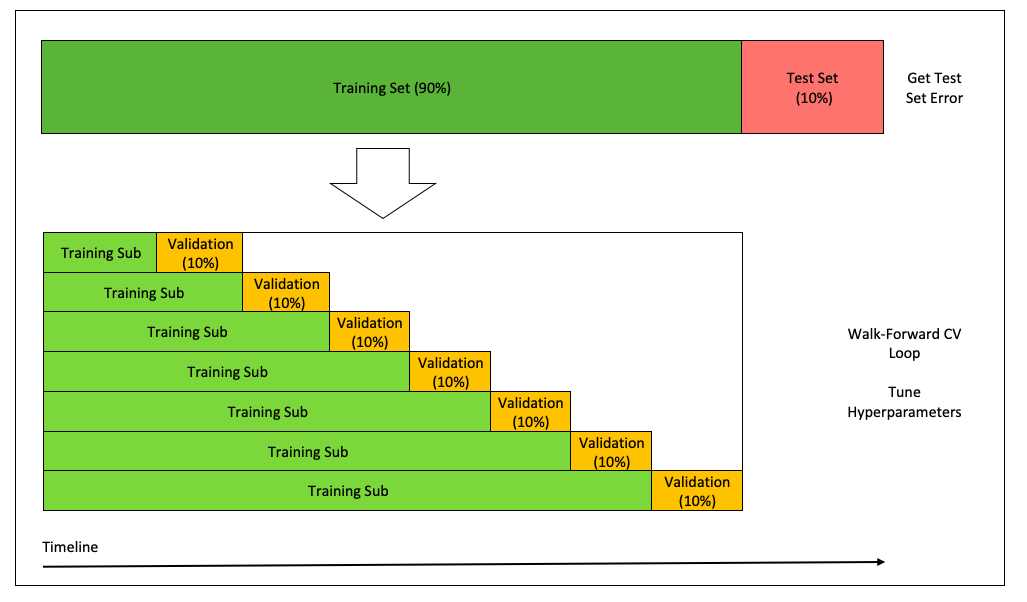 Training Set (90%)
Test Set
(10%)
Get Test
Set Error
Training Sub
Validation
(10%)
Training Sub
Validation
(10%)
Training Sub
Validation
(10%)
Training Sub
Validation
(10%)
Training Sub
Validation
(10%)
Training Sub
Validation
(10%)
Training Sub
Validation
(10%)
Walk-Forward CV
Loop
Tune
Hyperparameters
Timeline